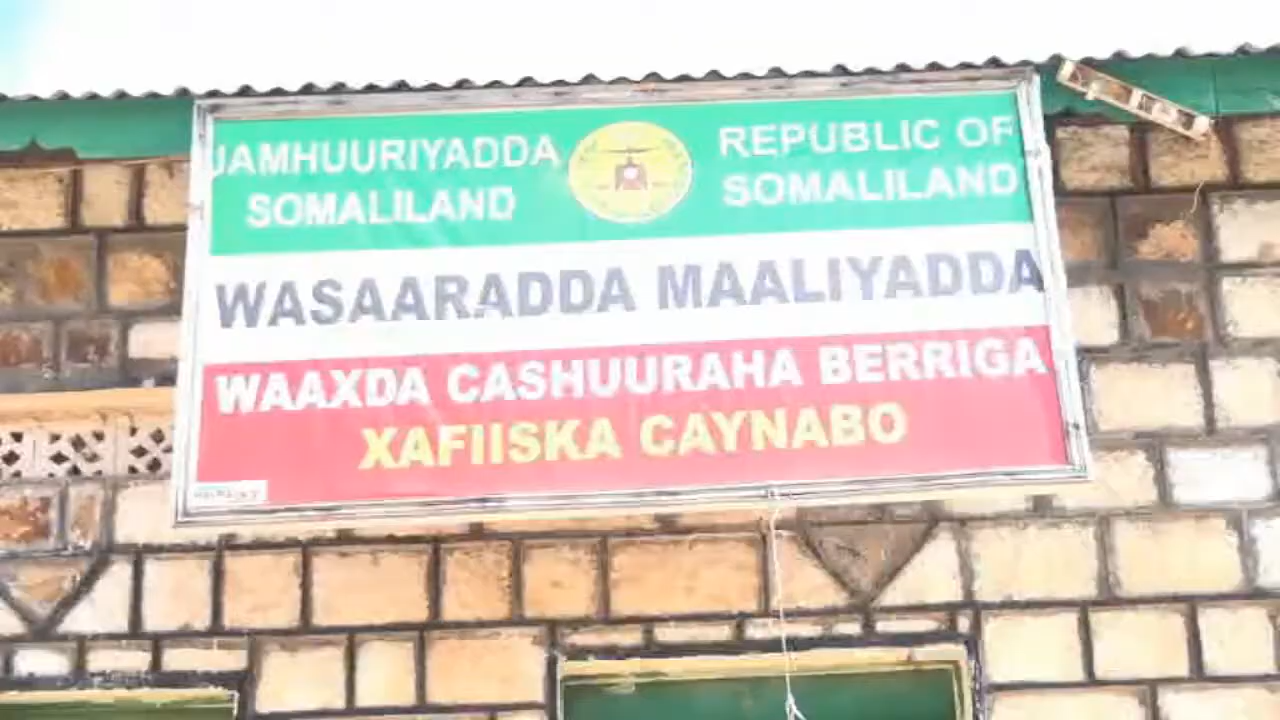 JAMHUURIYADDA
SOMALILAND
REPUBLIC OF
SOMALILAND
WASAARADDA MAALIYADDA
WAAXDA CASHUURAHA BERRIGA
XAFIISKA CAYNABO